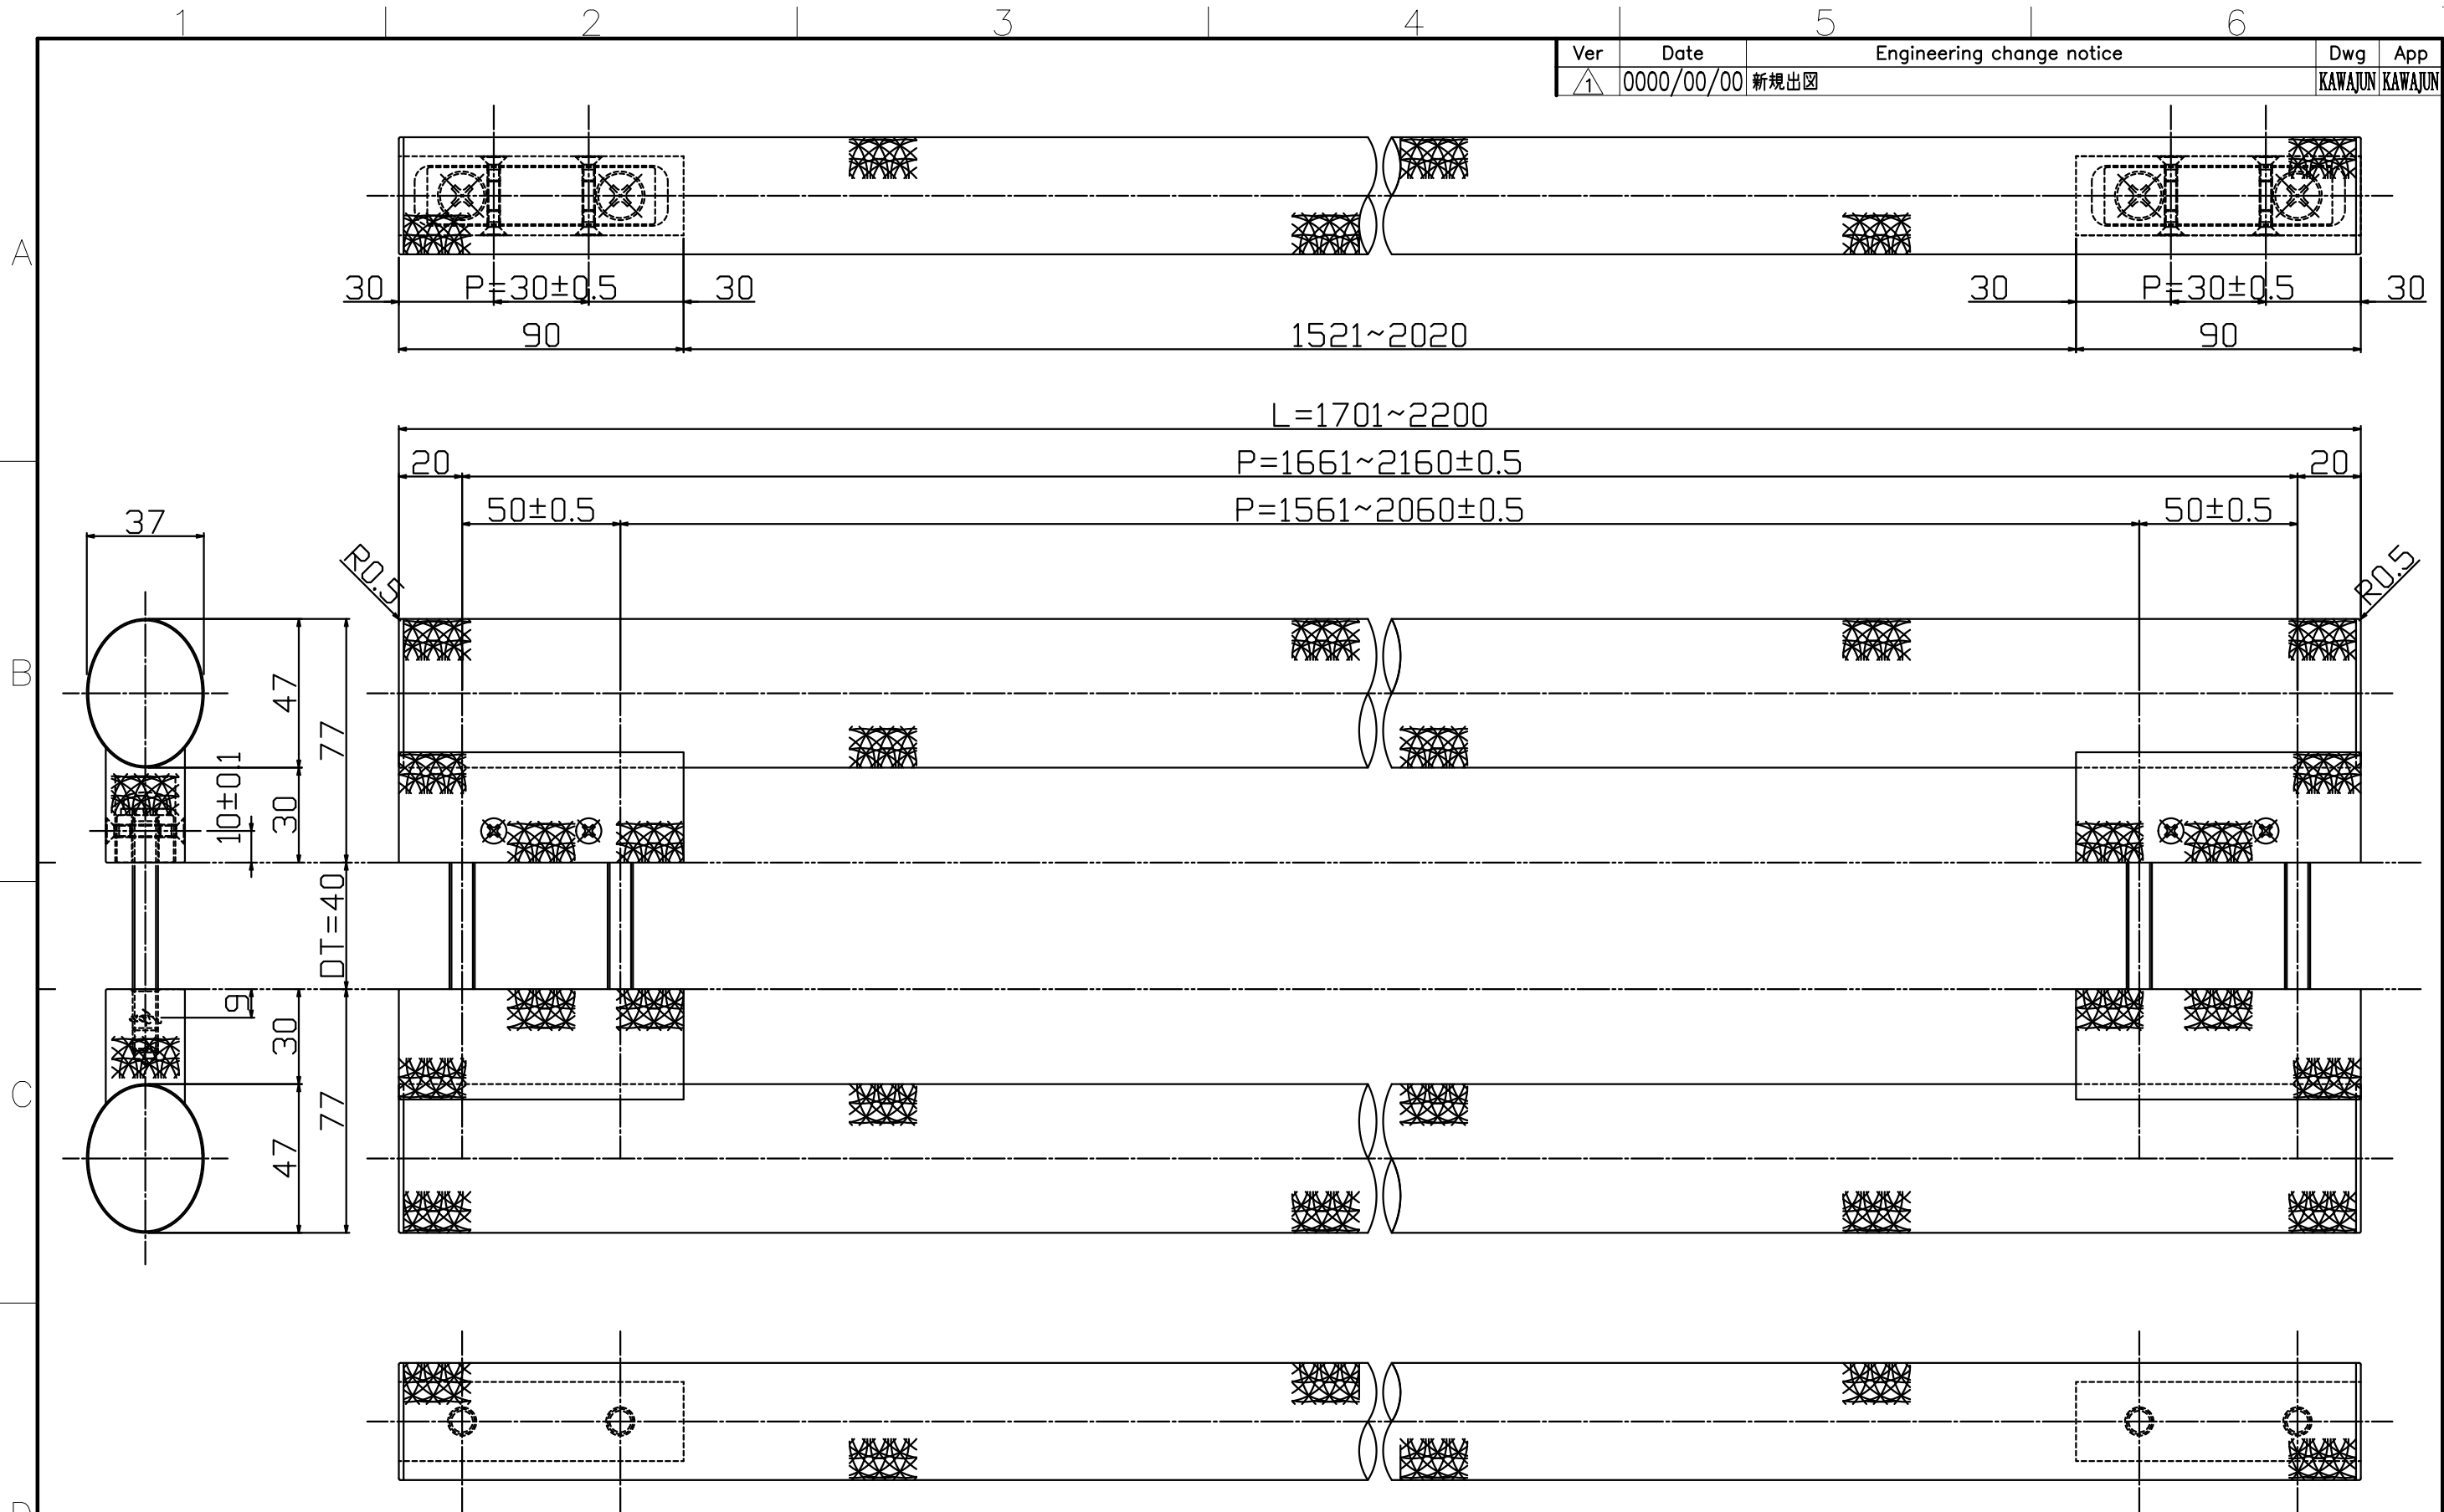 1 2 3 4 5 6
Ver Date Engineering change notice Dwg App
1 0000/00/00 新規出図 KAWAJUN KAWAJUN
A
30 P=30±0.5 30 30 P=30±0.5 30
90 1521~2020 90
L=1701~2200
20 P=1661~2160±0.5 20
50±0.5 P=1561~2060±0.5 50±0.5
37
R0.5 R0.5
B
47
77
10±0.1
30
DT=40
9
30
C
77
47
D